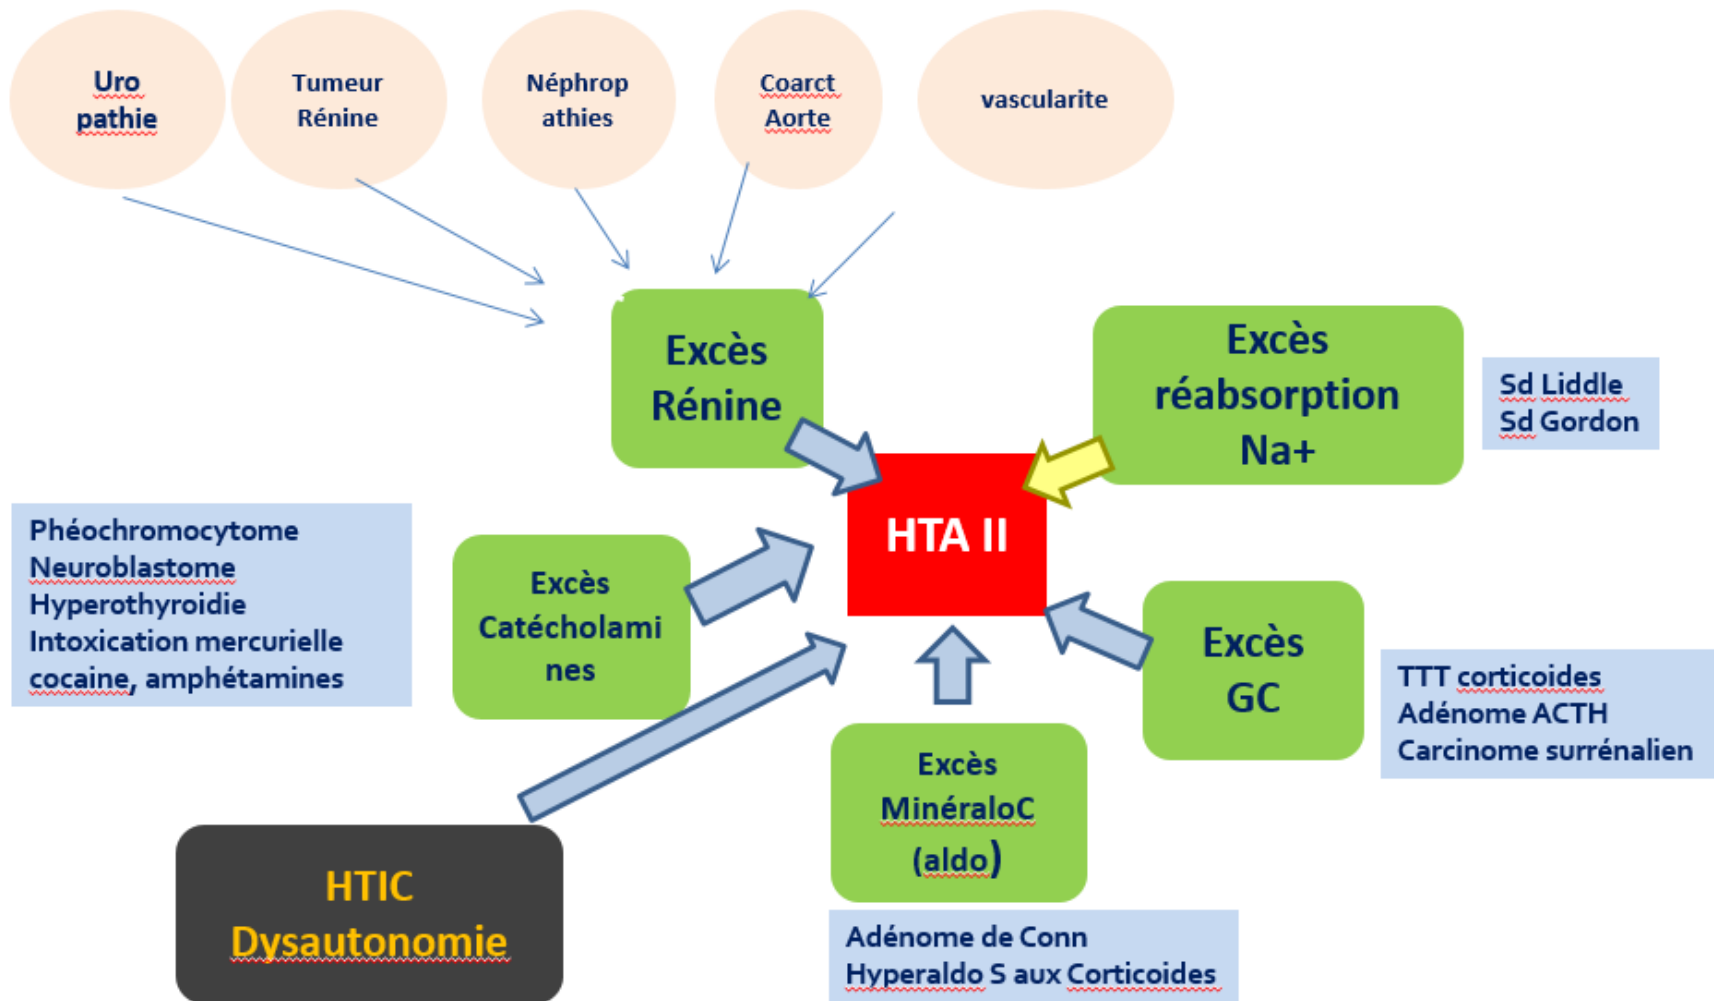 Uro
pathie
Tumeur
Rénine
Néphrop
athies
Coarct
Aorte
vascularite
Excès
Rénine
Excès
réabsorption
Na+
Sd Liddle
Sd Gordon
HTA II
Phéochromocytome
Neuroblastome
Hyperothyroidie
Intoxication mercurielle
cocaine, amphétamines
Excès
Catécholami
nes
Excès
GC
TTT corticoides
Adénome ACTH
Carcinome surrénalien
Excès
MinéraloC
(aldo)
Adénome de Conn
Hyperaldo S aux Corticoides
HTIC
Dysautonomie